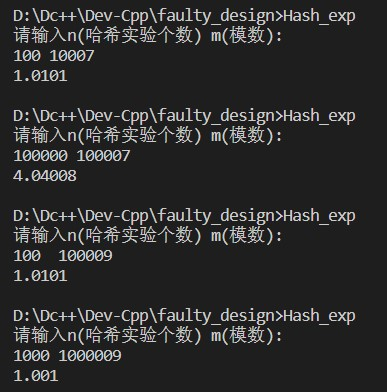 D:\Dc++\Dev-Cpp\faulty_design>Hash_exp
请输入n(哈希实验个数) m(模数):
100 10007
1.0101
D:\Dc++\Dev-Cpp\faulty_design>Hash_exp
请输入n(哈希实验个数) m(模数):
100000 100007
4.04008
D:\Dc++\Dev-Cpp\faulty_design>Hash_exp
请输入n(哈希实验个数) m(模数):
100  100009
1.0101
D:\Dc++\Dev-Cpp\faulty_design>Hash_exp
请输入n(哈希实验个数) m(模数):
1000 1000009
1.001